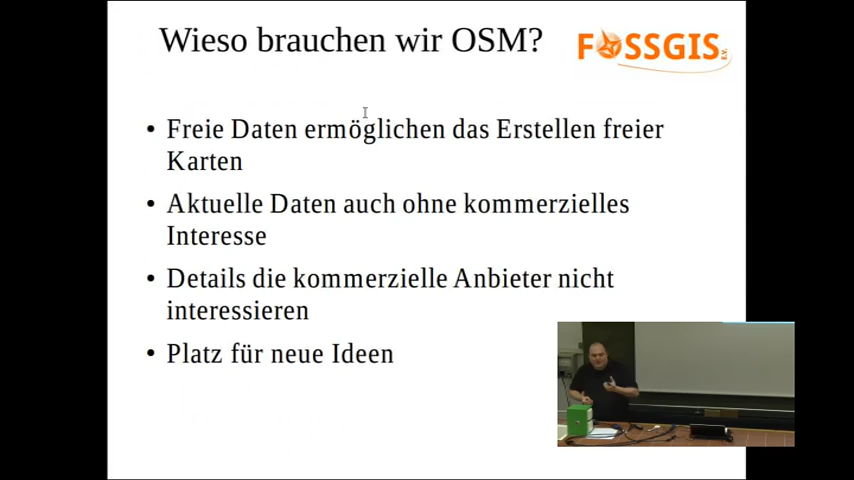 Wieso brauchen wir OSM?
FOSSGIS e.V.
• Freie Daten ermöglichen das Erstellen freier
Karten
• Aktuelle Daten auch ohne kommerzielles
Interesse
• Details die kommerzielle Anbieter nicht
interessieren
• Platz für neue Ideen